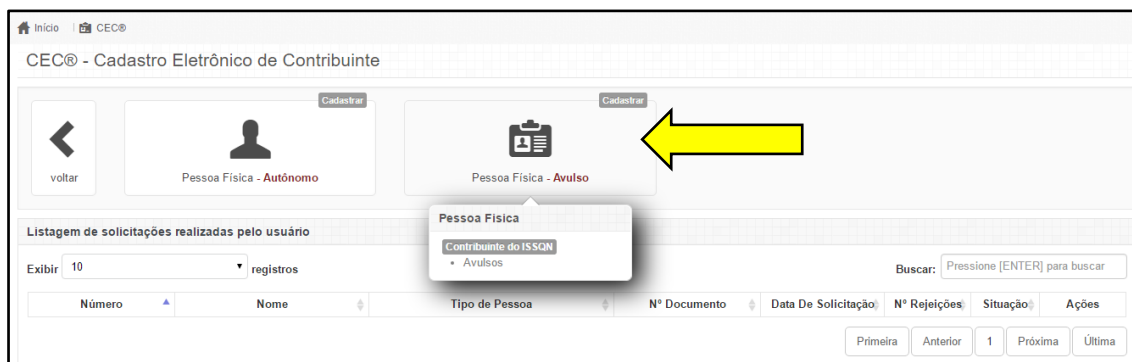 Início CEC®
CEC® - Cadastro Eletrônico de Contribuinte
Cadastrar
Cadastrar
voltar
Pessoa Física - Autônomo
Pessoa Física - Avulso
Pessoa Física
Contribuinte do ISSQN
Avulsos
Listagem de solicitações realizadas pelo usuário
Exibir 10 registros
Buscar: Pressione [ENTER] para buscar
Número Nome Tipo de Pessoa Nº Documento Data De Solicitação Nº Rejeições Situação Ações
Primeira Anterior 1 Próxima Última